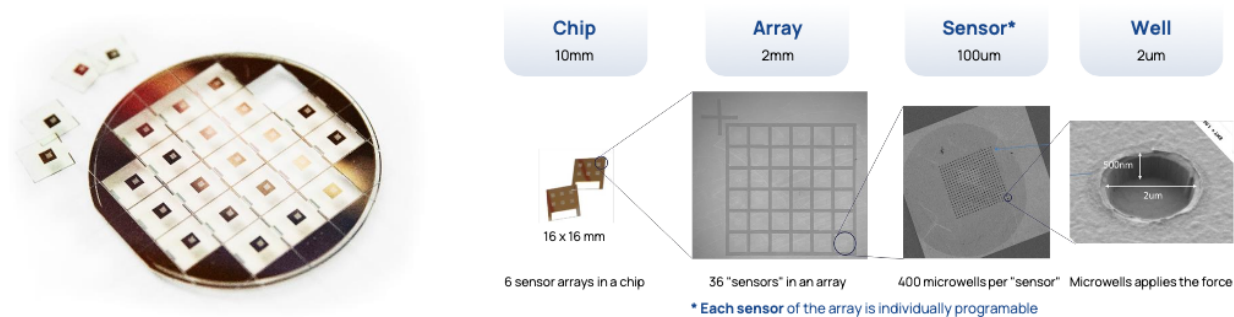 Chip
10mm
Array
2mm
Sensor*
100um
Well
2um
500nm
2um
16 x 16 mm
6 sensor arrays in a chip
36 "sensors" in an array
400 microwells per "sensor"
Microwells applies the force
* Each sensor of the array is individually programable